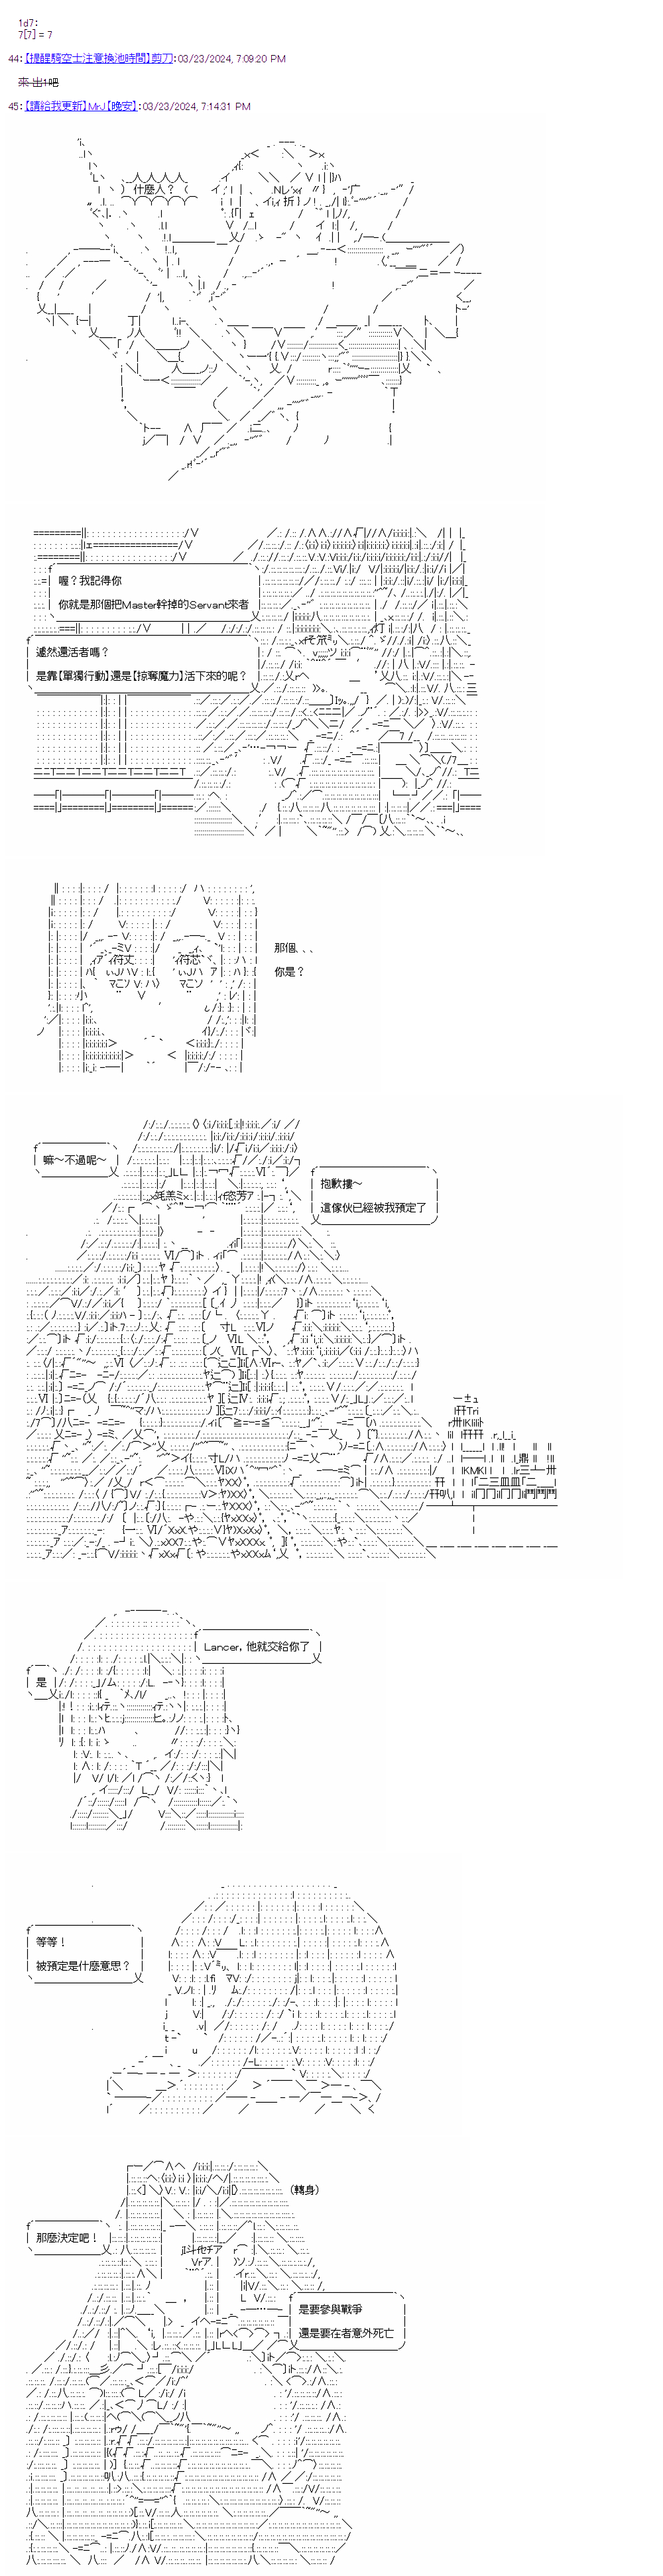 1d7:
7[7] = 7
44:【提醒騎空士注意換池時間】剪刀:03/23/2024, 7:09:20 PM
來 出1吧
45:【請給我更新】MrJ【晚安】:03/23/2024, 7:14:31 PM
什麼人?
喔?我記得你
你就是那個把Master幹掉的Servant來者
濾然還活者嗎?
是靠【單獨行動】還是【掠奪魔力】活下來的呢?
那個、、、
你是?
嘛~不過呢~
抱歉摟~
這傢伙已經被我預定了
Lancer,他就交給你了
是
等等!
被預定是什麼意思?
(轉身)
那麼決定吧!
是要參與戰爭
還是要在者意外死亡